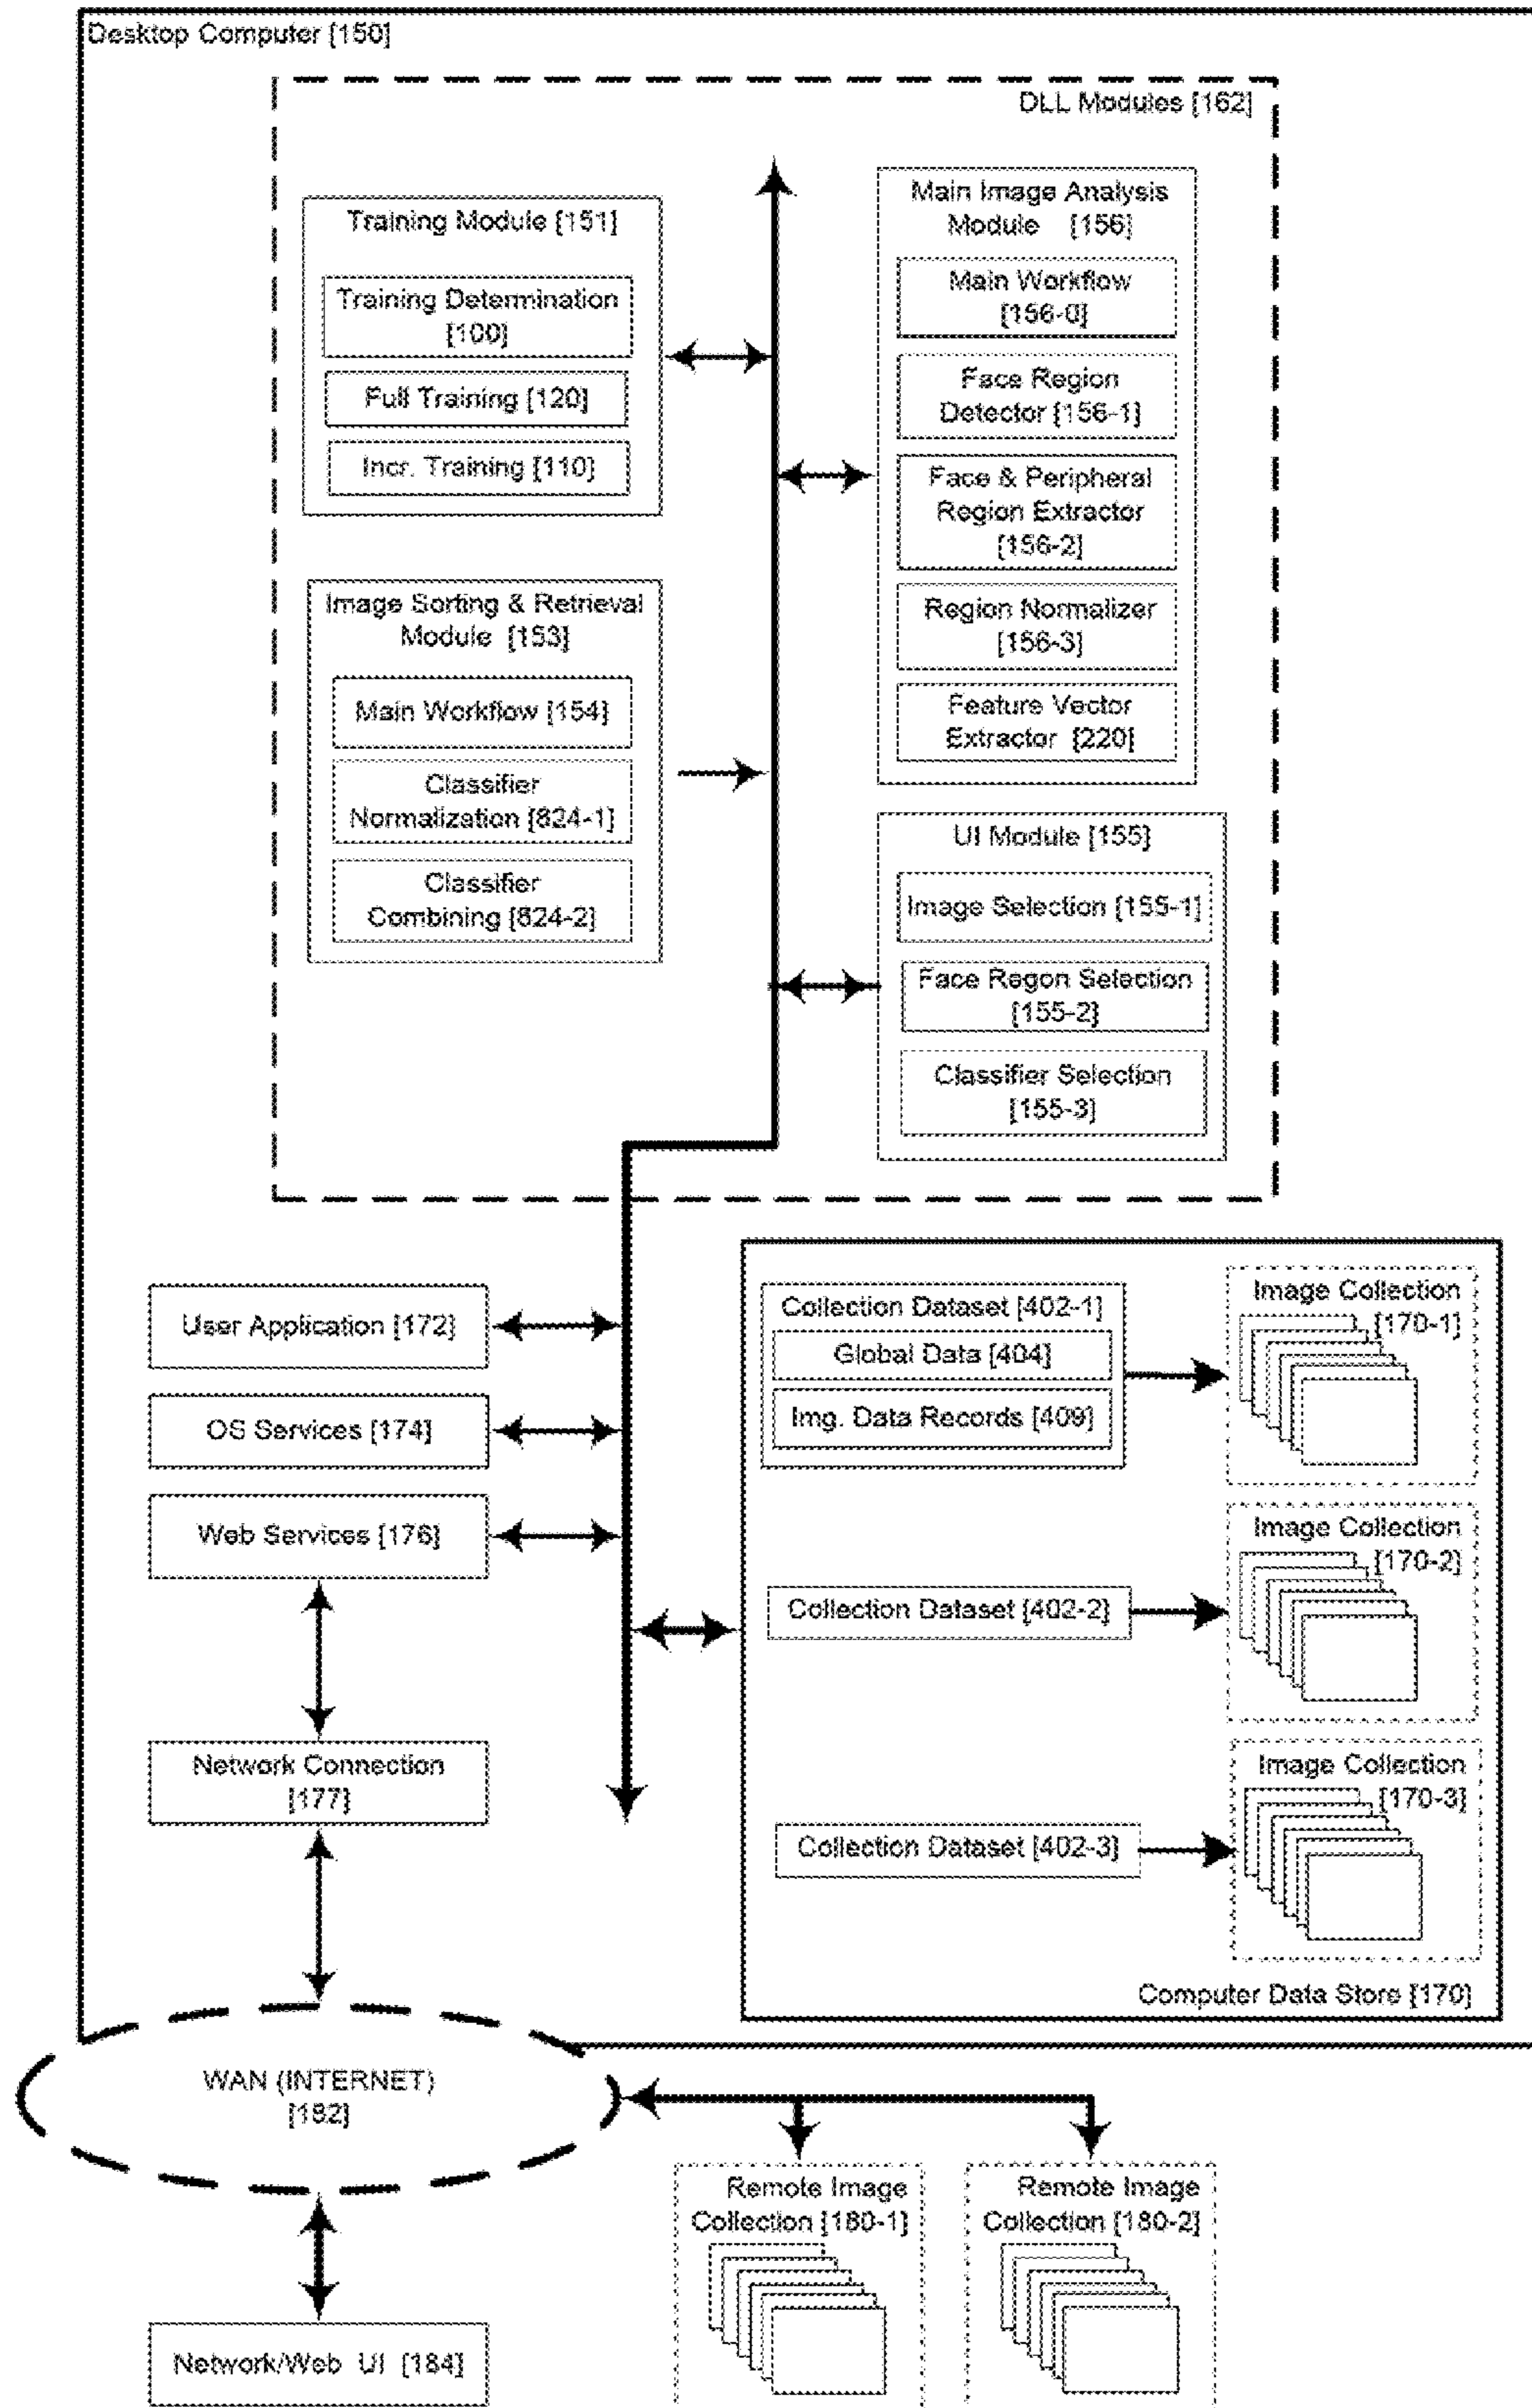 Desktop Computer [150]
DLL Modules [162]
Training Module [151]
Training Determination
[100]
Full Training [120]
Incr. Training [110]
Image Sorting & Retrieval
Module [153]
Main Workflow [154]
Classifier
Normalization [824-1]
Classifier
Combining [824-2]
Main Image Analysis
Module [156]
Main Workflow
[156-0]
Face Region
Detector [156-1]
Face & Peripheral
Region Extractor
[156-2]
Region Normalizer
[156-3]
Feature Vector
Extractor [220]
UI Module [155]
Image Selection [155-1]
Face Regon Selection
[155-2]
Classifier Selection
[155-3]
User Application [172]
OS Services [174]
Web Services [176]
Network Connection
[177]
Collection Dataset [402-1]
Global Data [404]
Img. Data Records [409]
Image Collection
[170-1]
Collection Dataset [402-2]
Image Collection
[170-2]
Collection Dataset [402-3]
Image Collection
[170-3]
Computer Data Store [170]
WAN (INTERNET)
[182]
Remote Image
Collection [180-1]
Remote Image
Collection [180-2]
Network/Web UI [184]